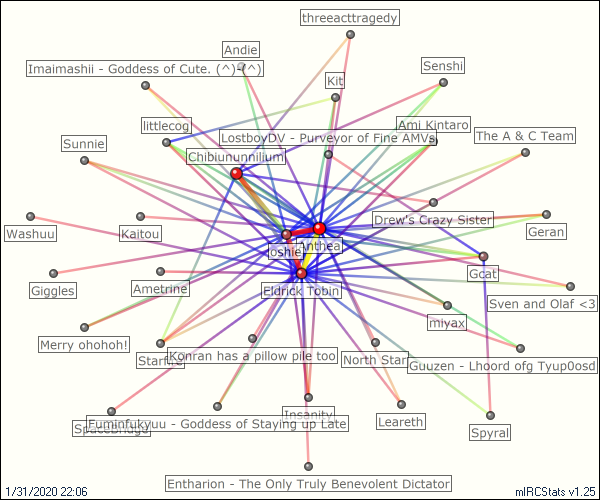 threeacttragedy
Andie
Imaimashii - Goddess of Cute. (^)-(^)
Senshi
Kit
littlecog
Ami Kintaro
LostboyDV - Purveyor of Fine AMVs
The A & C Team
Sunnie
Chibiununnilium
Drew's Crazy Sister
Washuu
Kaitou
Geran
Anthea
oshie
Gcat
Giggles
Ametrine
Eldrick Tobin
Sven and Olaf <3
miyax
Merry ohohoh!
Starfire
Konran has a pillow pile too
North Star
Guuzen - Lhoord ofg Tyup0osd
Insanity
Leareth
Fuminfukyuu - Goddess of Staying up Late
Spyral
Entharion - The Only Truly Benevolent Dictator
1/31/2020 22:06
mIRCStats v1.25